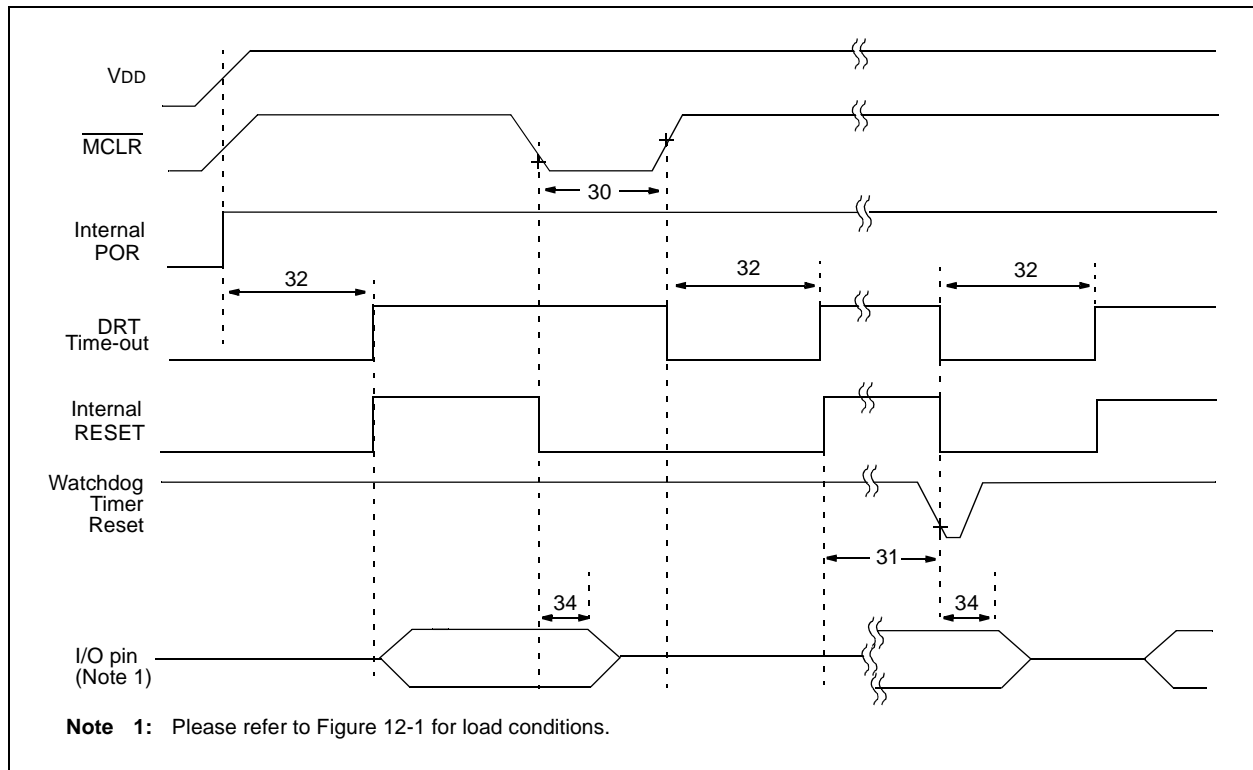 VDD
MCLR
30
Internal
POR
32
32
32
DRT
Time-out
Internal
RESET
Watchdog
Timer
Reset
31
34
34
I/O pin
(Note 1)
Note 1: Please refer to Figure 12-1 for load conditions.